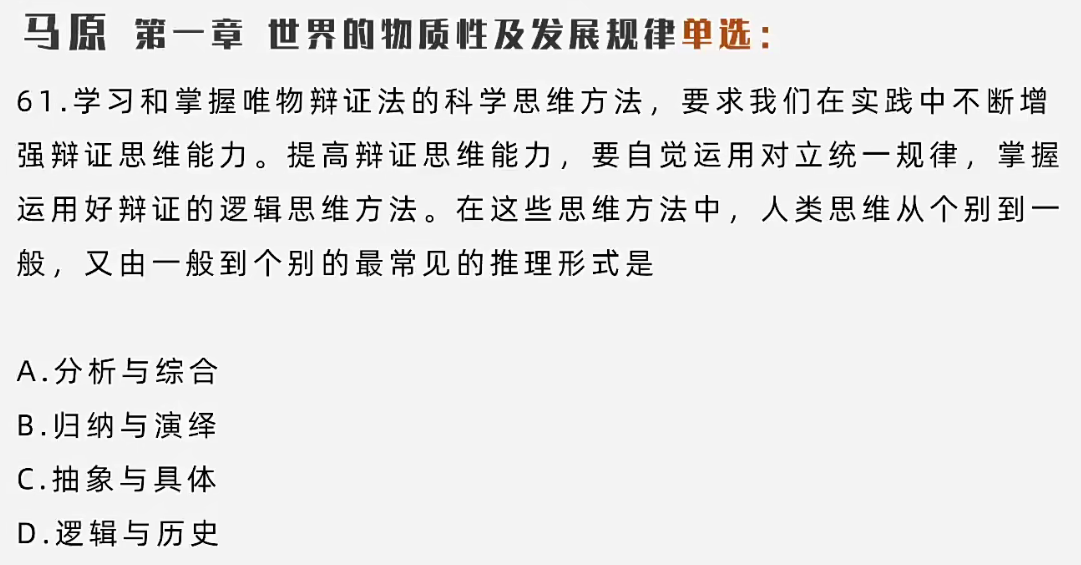 马原 第一章 世界的物质性及发展规律单选：
61.学习和掌握唯物辩证法的科学思维方法，要求我们在实践中不断增
强辩证思维能力。提高辩证思维能力，要自觉运用对立统一规律，掌握
运用好辩证的逻辑思维方法。在这些思维方法中，人类思维从个别到一
般，又由一般到个别的最常见的推理形式是
A.分析与综合
B.归纳与演绎
C.抽象与具体
D.逻辑与历史